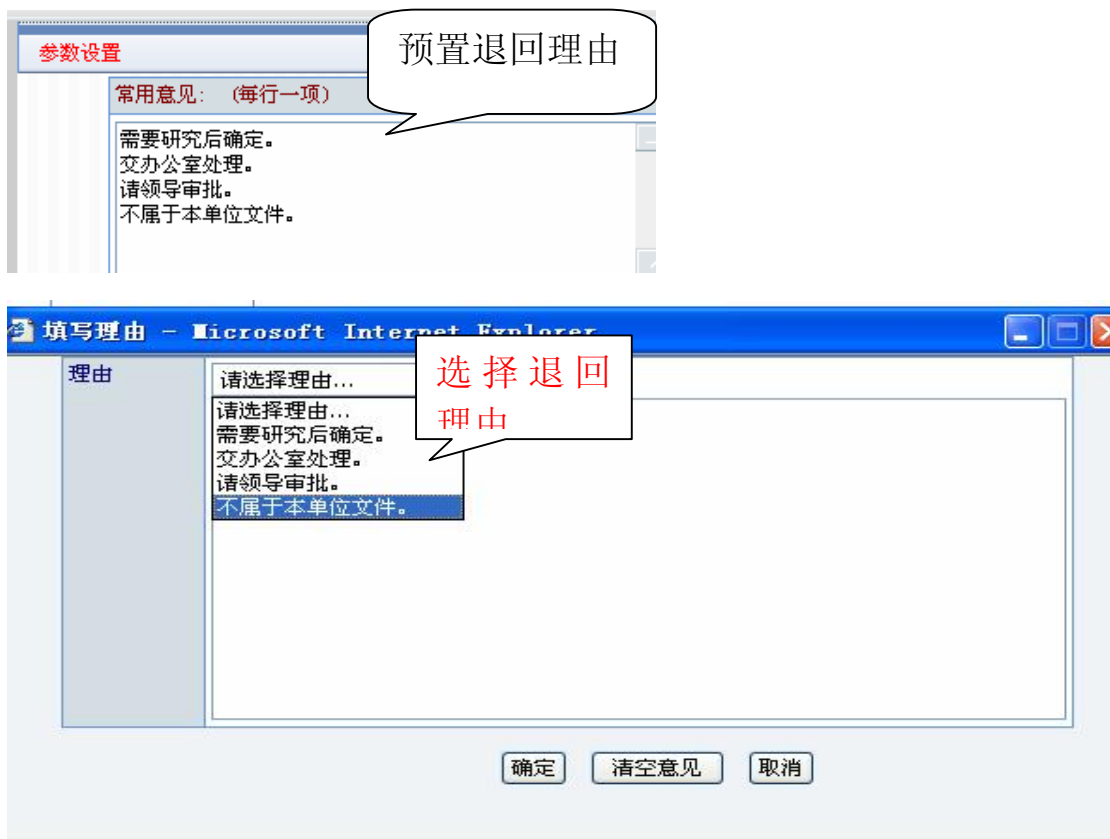 参数设置
预置退回理由
常用意见: (每行一项)
需要研究后确定。
交办公室处理。
请领导审批。
不属于本单位文件。
填写理由 - Microsoft Internet Explorer
理由
请选择理由...
选择退回
理由
请选择理由...
需要研究后确定。
交办公室处理。
请领导审批。
不属于本单位文件。
确定
清空意见
取消